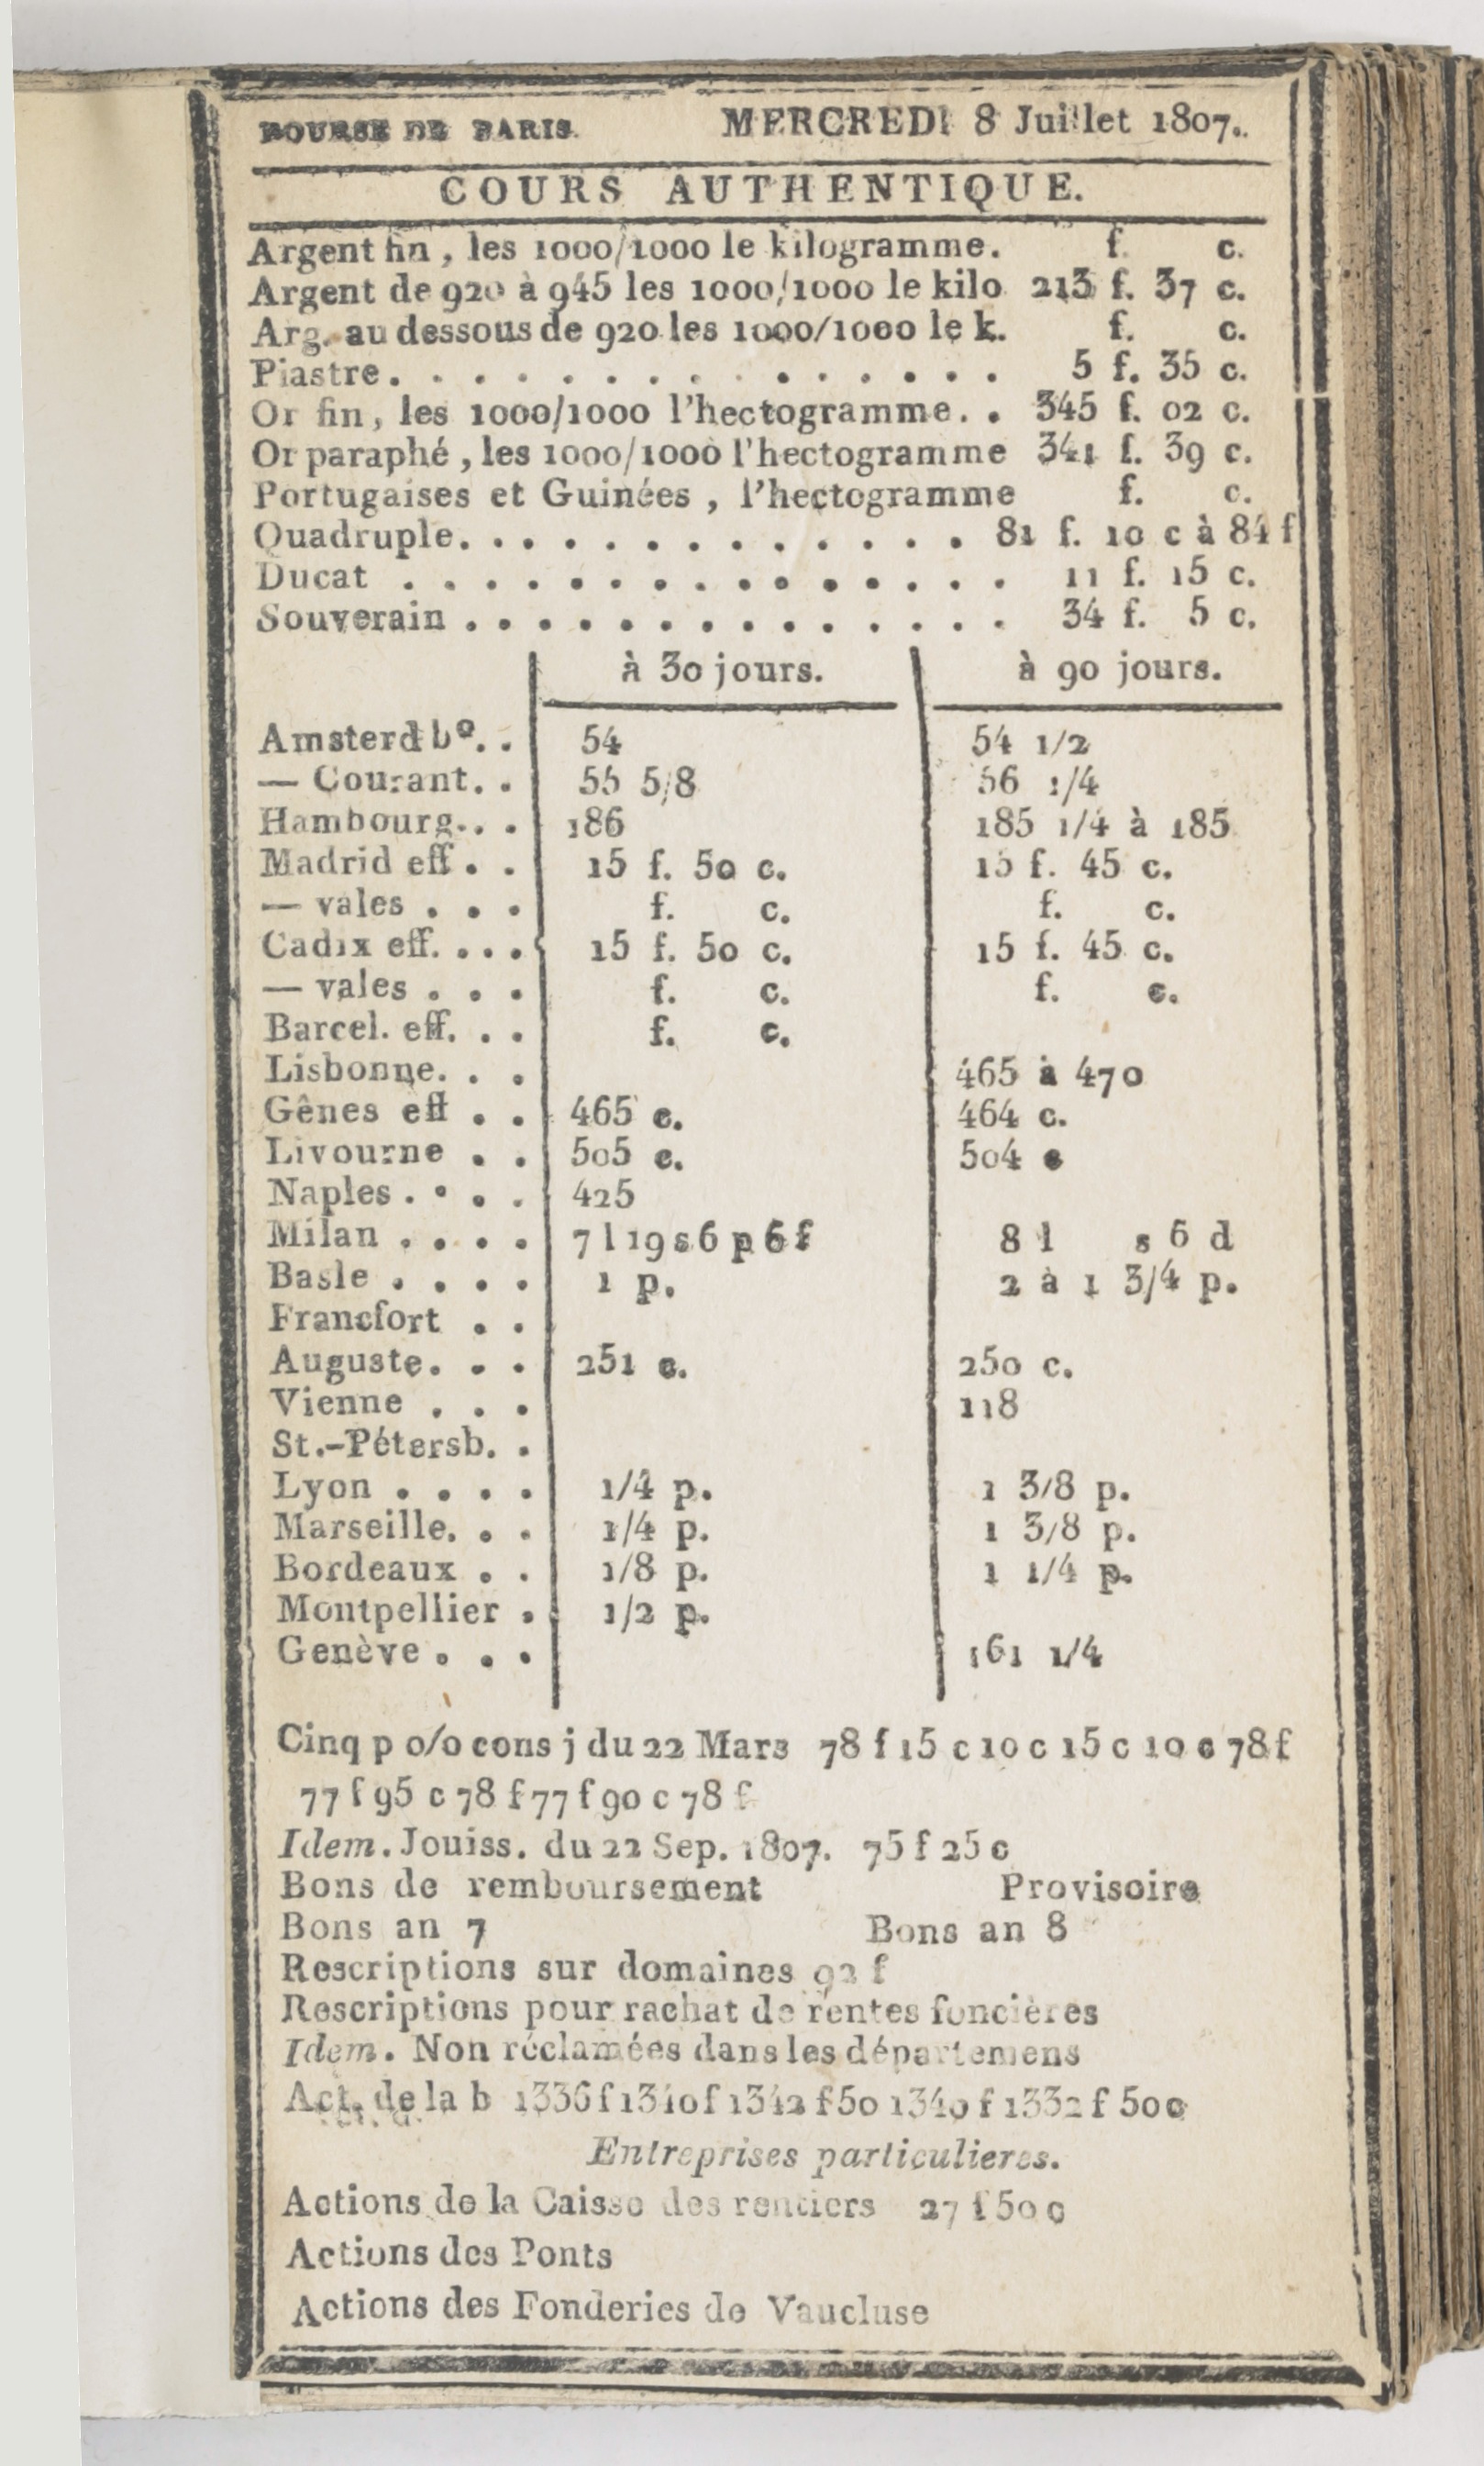 BOURSE DE PARIS. MERCREDI 8 Juillet 1807.
COURS AUTHENTIQUE.
Argent fin, les 1000/1000 le kilogramme. f. c.
Argent de 920 à 945 les 1000/1000 le kilo 213 f. 37 c.
Arg. au dessous de 920 les 1000/1000 le k. f. c.
Piastre. . . . . . . . . . . . . . . 5 f. 35 c.
Or fin, les 1000/1000 l'hectogramme. . 345 f. 02 c.
Or paraphé, les 1000/1000 l'hectogramme 341 f. 39 c.
Portugaises et Guinées, l'hectogramme f. c.
Quadruple. . . . . . . . . . . . . 81 f. 10 c à 84 f
Ducat . . . . . . . . . . . . . . . 11 f. 15 c.
Souverain . . . . . . . . . . . . . . 34 f. 5 c.
à 30 jours. à 90 jours.
Amsterd bº. . 54 54 1/2
— Courant. . 55 5/8 56 1/4
Hambourg. . . 186 185 1/4 à 185
Madrid eff. . 15 f. 50 c. 15 f. 45 c.
— vales . . . f. c. f. c.
Cadix eff. . . . 15 f. 50 c. 15 f. 45 c.
— vales . . . f. c. f. c.
Barcel. eff. . . f. c.
Lisbonne. . . 465 à 470
Gênes eff . . 465 c. 464 c.
Livourne . . 505 c. 504 c
Naples . . . . 425
Milan . . . . 7 l 19 s 6 p 6 f 8 l s 6 d
Basle . . . . 1 p. 2 à 1 3/4 p.
Francfort . .
Auguste. . . 251 c. 250 c.
Vienne . . . 118
St.-Pétersb. .
Lyon . . . . 1/4 p. 1 3/8 p.
Marseille. . . 1/4 p. 1 3/8 p.
Bordeaux . . 1/8 p. 1 1/4 p.
Montpellier . 1/2 p.
Genève . . . 161 1/4
Cinq p o/o cons j du 22 Mars 78 f 15 c 10 c 15 c 10 c 78 f
77 f 95 c 78 f 77 f 90 c 78 f
Idem. Jouiss. du 22 Sep. 1807. 75 f 25 c
Bons de remboursement Provisoire
Bons an 7 Bons an 8
Rescriptions sur domaines 92 f
Rescriptions pour rachat de rentes foncières
Idem. Non réclamées dans les départemens
Act. de la b 1336 f 1340 f 1342 f 50 1340 f 1332 f 50 c
Entreprises particulieres.
Actions de la Caisse des rentiers 27 f 50 c
Actions des Ponts
Actions des Fonderies de Vaucluse